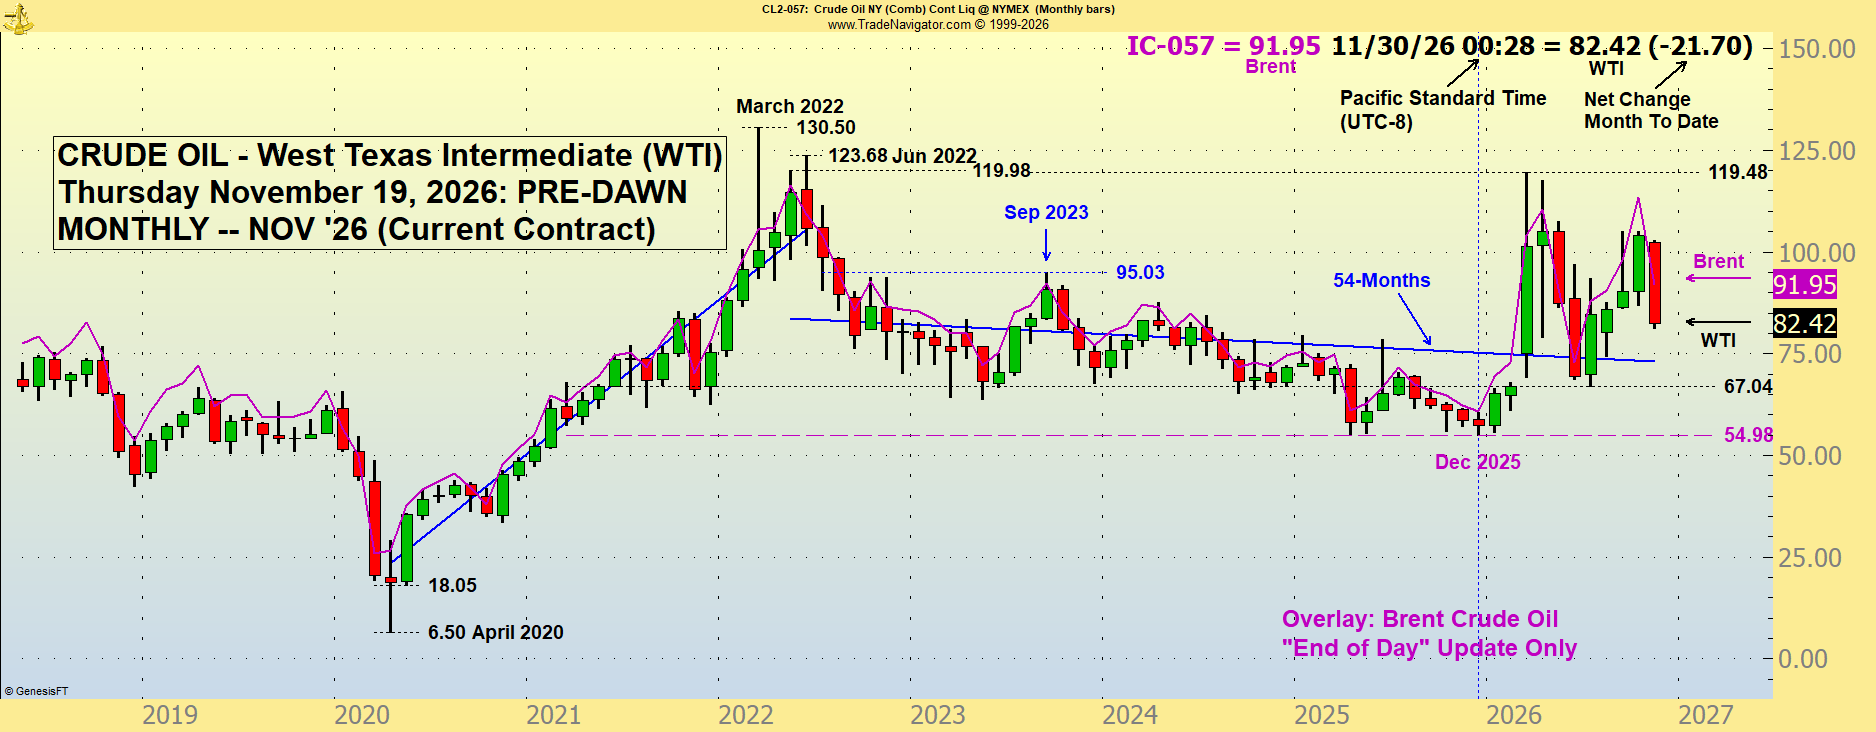 CL2-057:  Crude Oil NY (Comb) Cont Liq @ NYMEX  (Monthly bars)
www.TradeNavigator.com © 1999-2026
IC-057 = 91.95 11/30/26 00:28 = 82.42 (-21.70)
Brent
WTI
Pacific Standard Time
(UTC-8)
Net Change
Month To Date
CRUDE OIL - West Texas Intermediate (WTI)
Thursday November 19, 2026: PRE-DAWN
MONTHLY -- NOV '26 (Current Contract)
March 2022
130.50
123.68 Jun 2022
119.98
119.48
Sep 2023
95.03
54-Months
Brent
WTI
67.04
54.98
Dec 2025
18.05
6.50 April 2020
Overlay: Brent Crude Oil
"End of Day" Update Only
150.00
125.00
100.00
91.95
82.42
75.00
50.00
25.00
0.00
© GenesisFT
2019
2020
2021
2022
2023
2024
2025
2026
2027